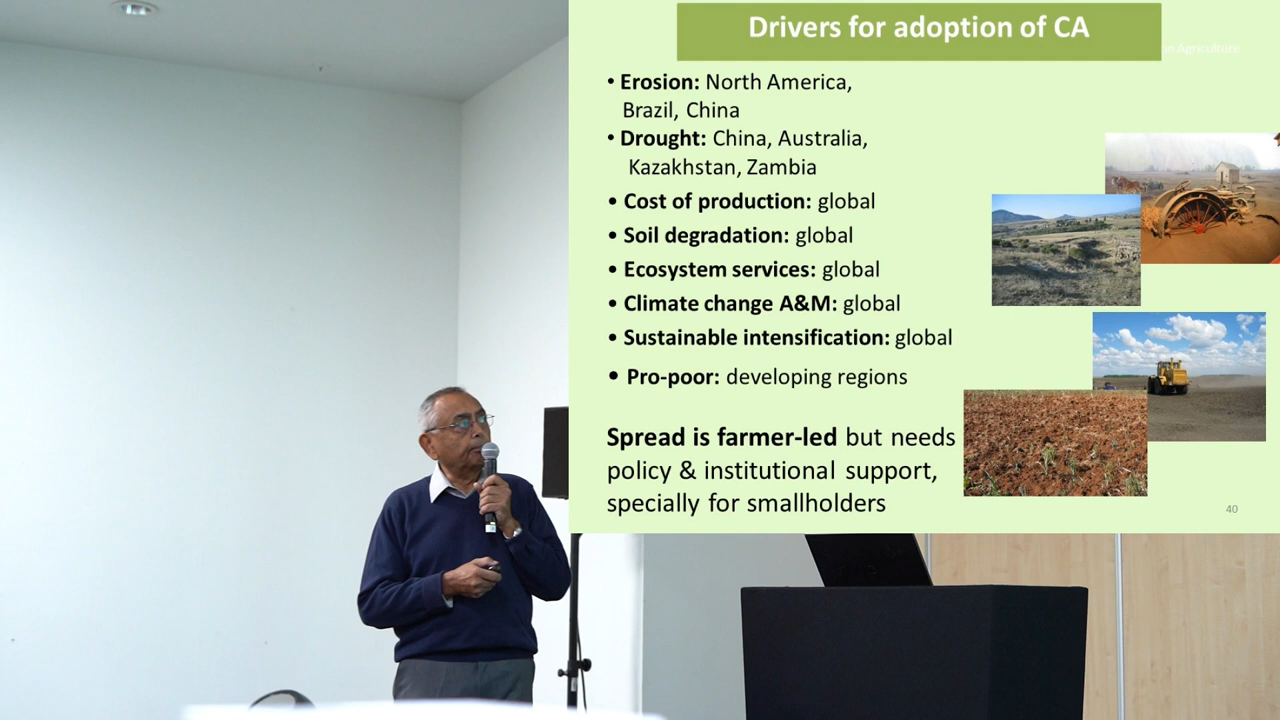 Drivers for adoption of CA
Agriculture
• Erosion: North America,
Brazil, China
• Drought: China, Australia,
Kazakhstan, Zambia
• Cost of production: global
• Soil degradation: global
• Ecosystem services: global
• Climate change A&M: global
• Sustainable intensification: global
• Pro-poor: developing regions
Spread is farmer-led but needs
policy & institutional support,
specially for smallholders
40